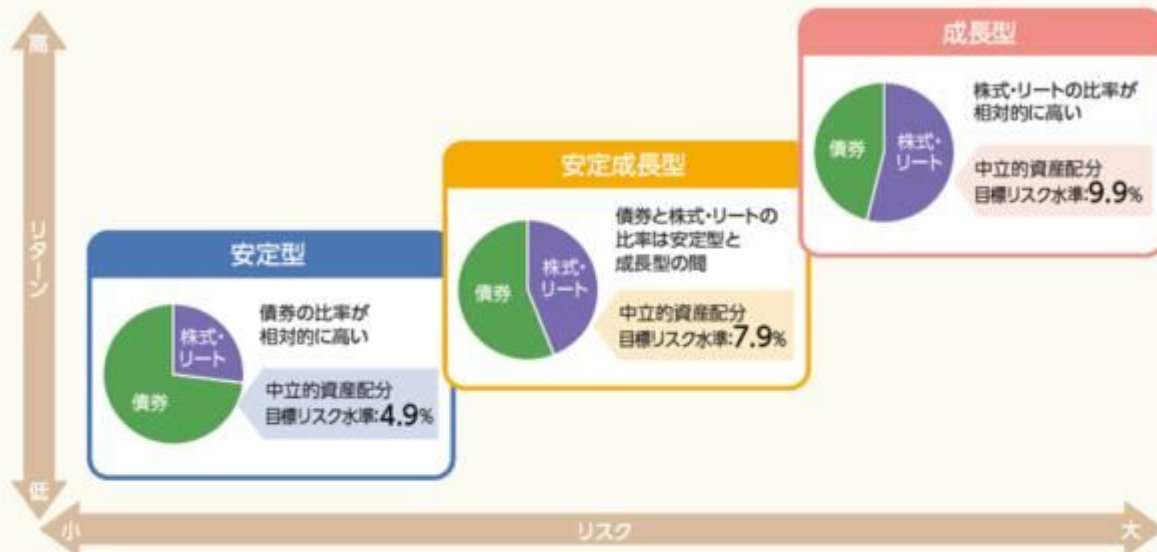 高
リターン
低
小
リスク
大
成長型
債券
株式・
リート
株式・リートの比率が
相対的に高い
中立的資産配分
目標リスク水準:9.9%
安定成長型
債券
株式・
リート
債券と株式・リートの
比率は安定型と
成長型の間
中立的資産配分
目標リスク水準:7.9%
安定型
株式・
リート
債券
債券の比率が
相対的に高い
中立的資産配分
目標リスク水準:4.9%